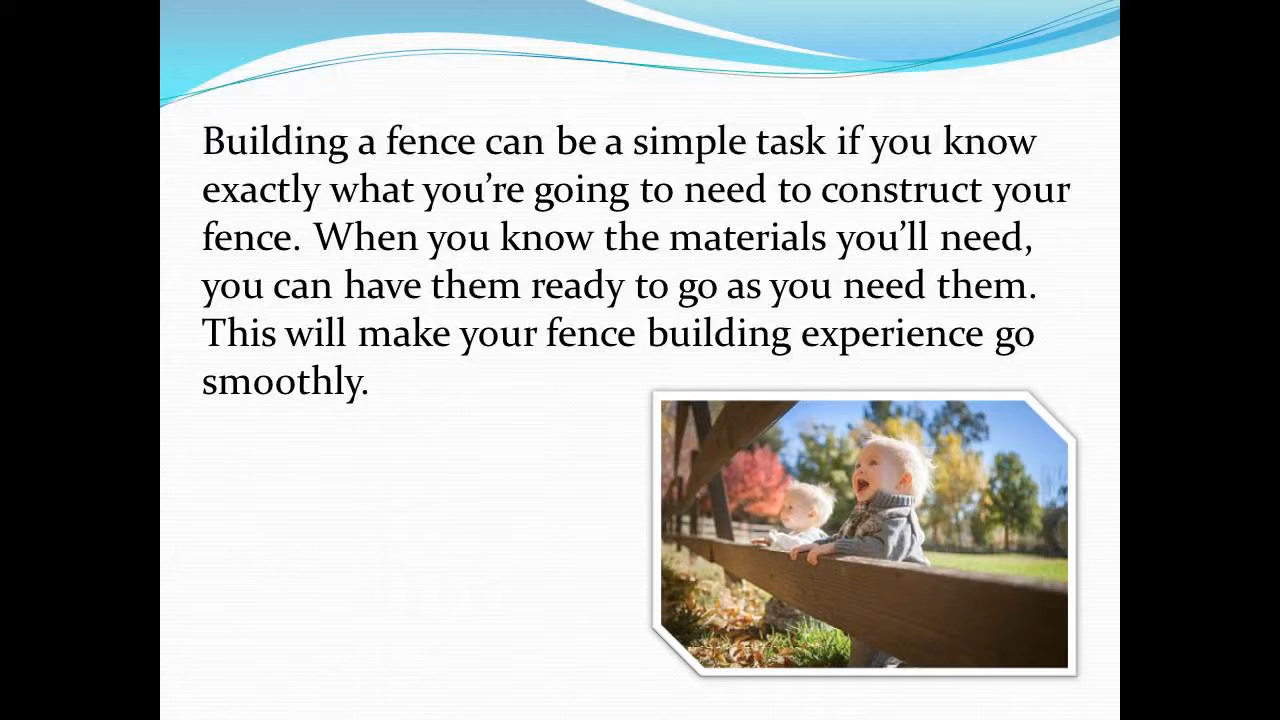 Building a fence can be a simple task if you know
exactly what you’re going to need to construct your
fence. When you know the materials you’ll need,
you can have them ready to go as you need them.
This will make your fence building experience go
smoothly.